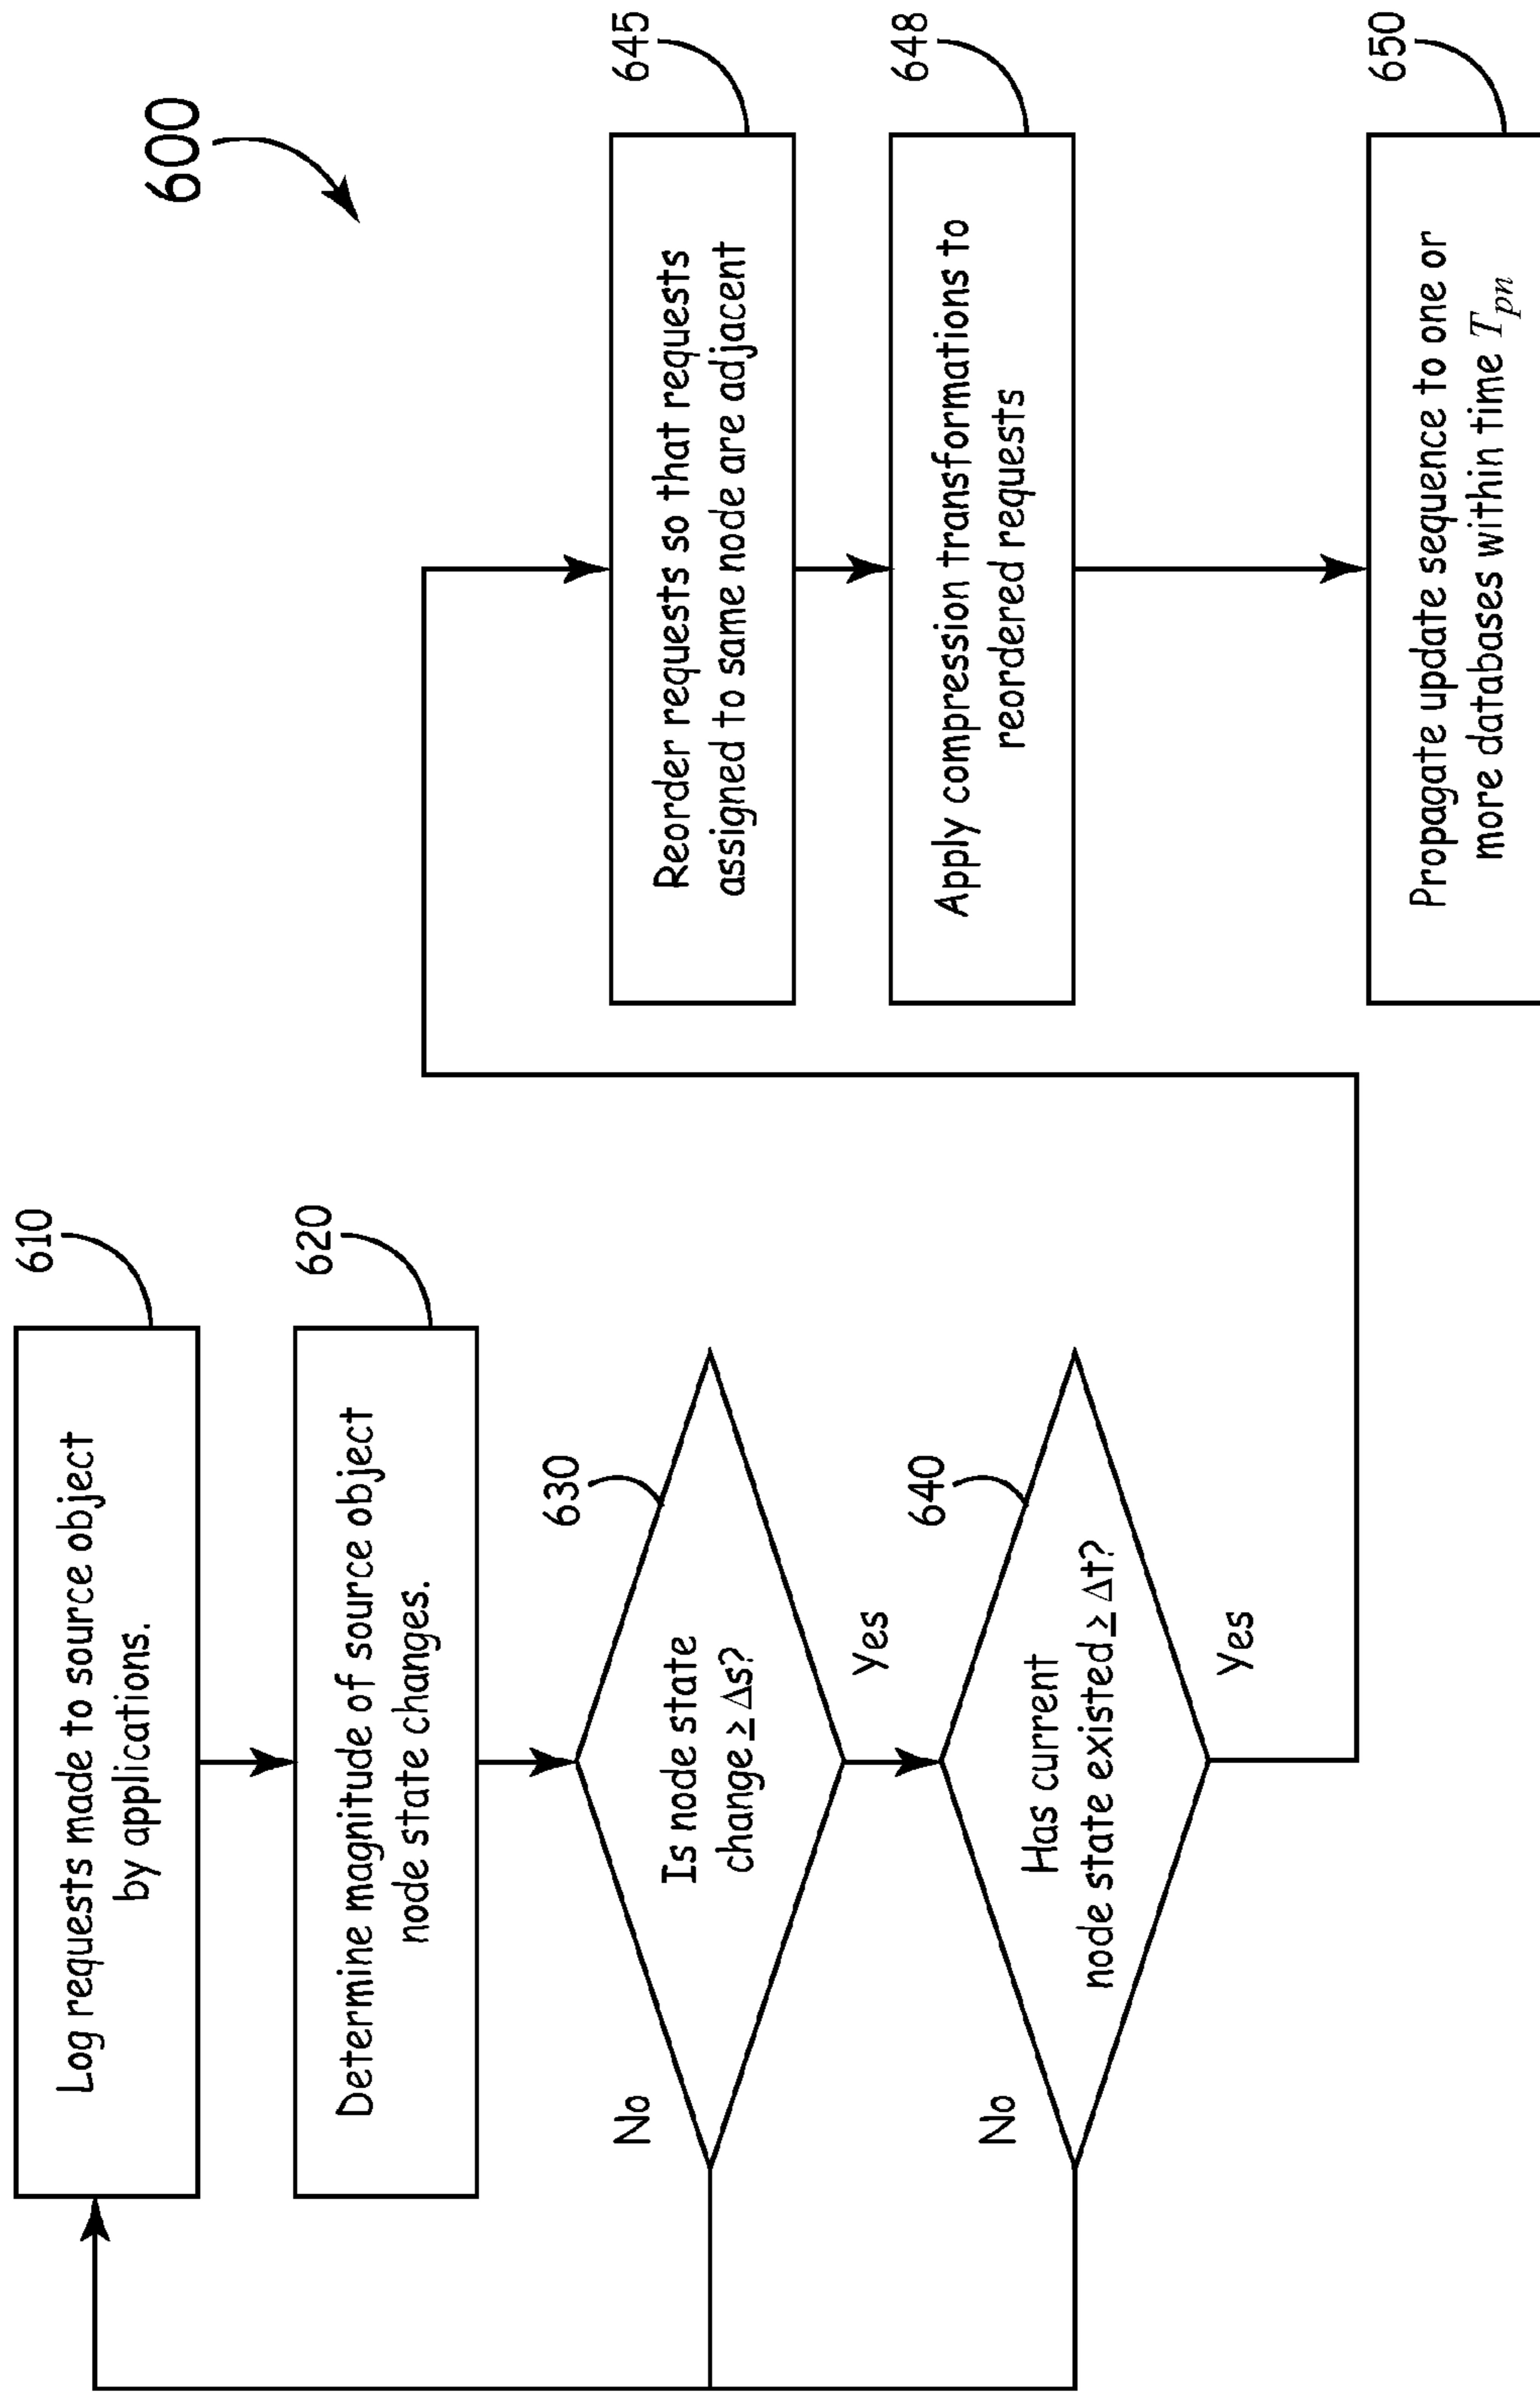 600
610
Log requests made to source object
by applications.
620
Determine magnitude of source object
node state changes.
630
Is node state
change ≥ Δs?
No
Yes
640
Has current
node state existed ≥ Δt?
No
Yes
645
Reorder requests so that requests
assigned to same node are adjacent
648
Apply compression transformations to
reordered requests
650
Propagate update sequence to one or
more databases within time Tpn